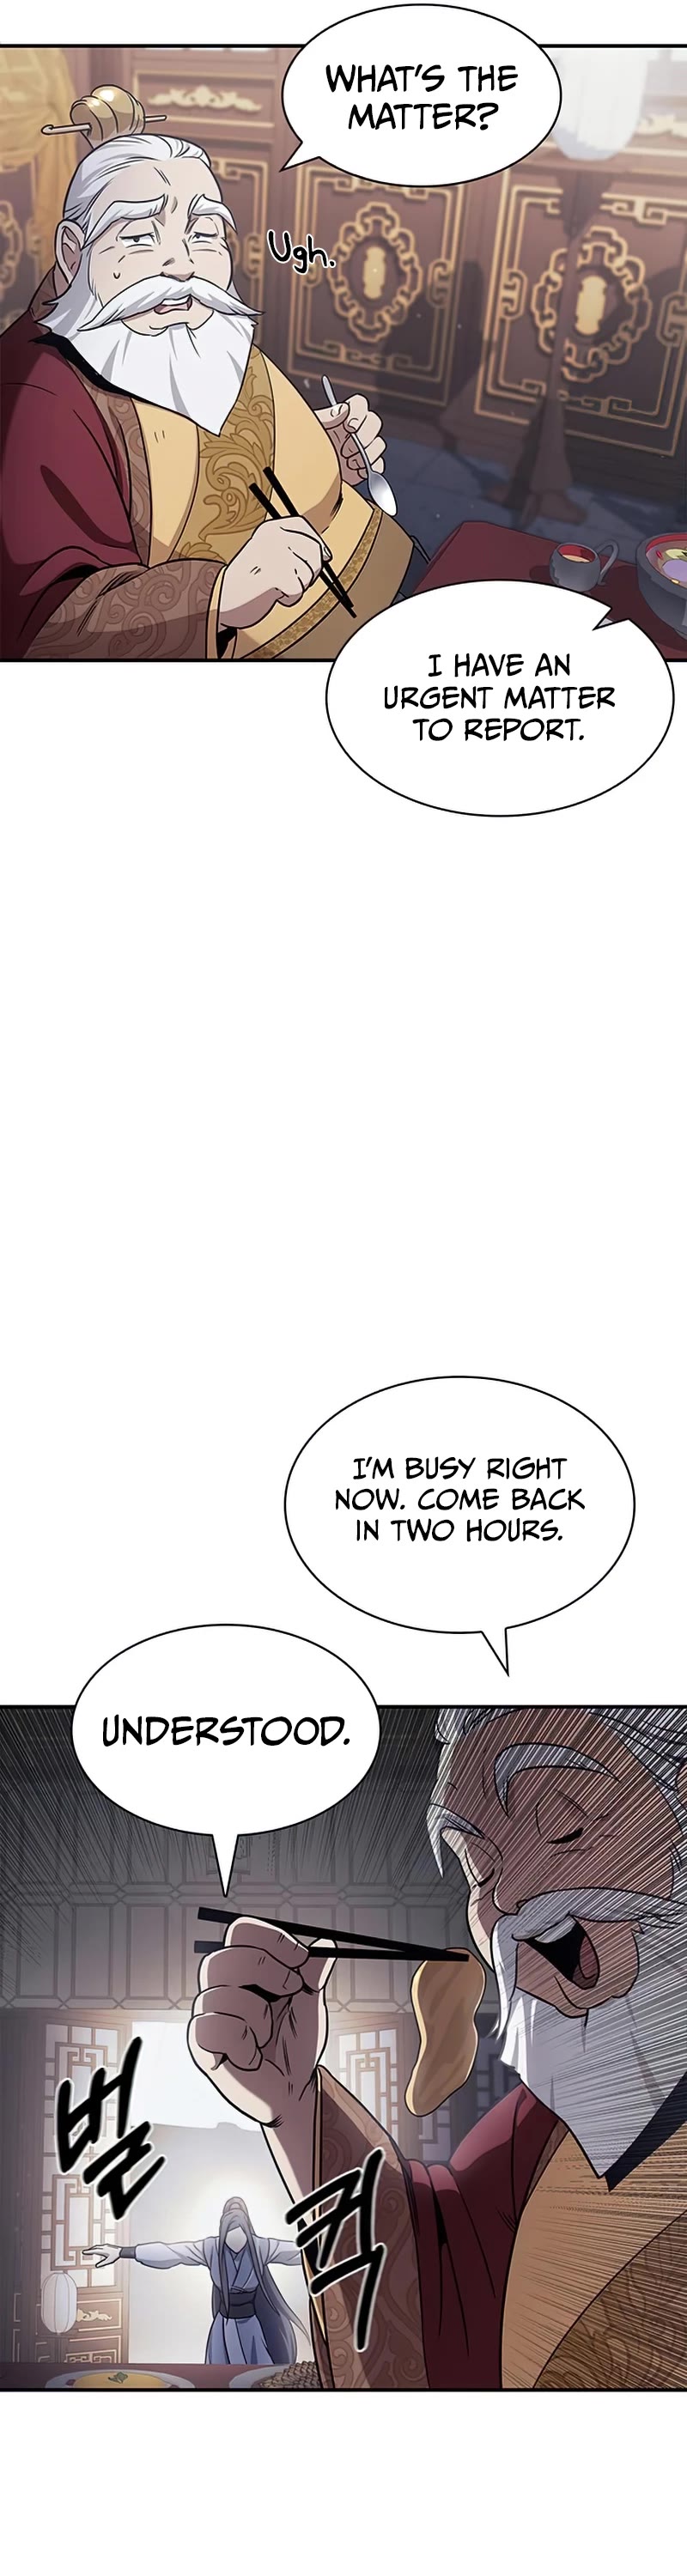 WHAT'S THE
MATTER?
Ugh.
I HAVE AN
URGENT MATTER
TO REPORT.
I'M BUSY RIGHT
NOW. COME BACK
IN TWO HOURS.
UNDERSTOOD.
벌
컥